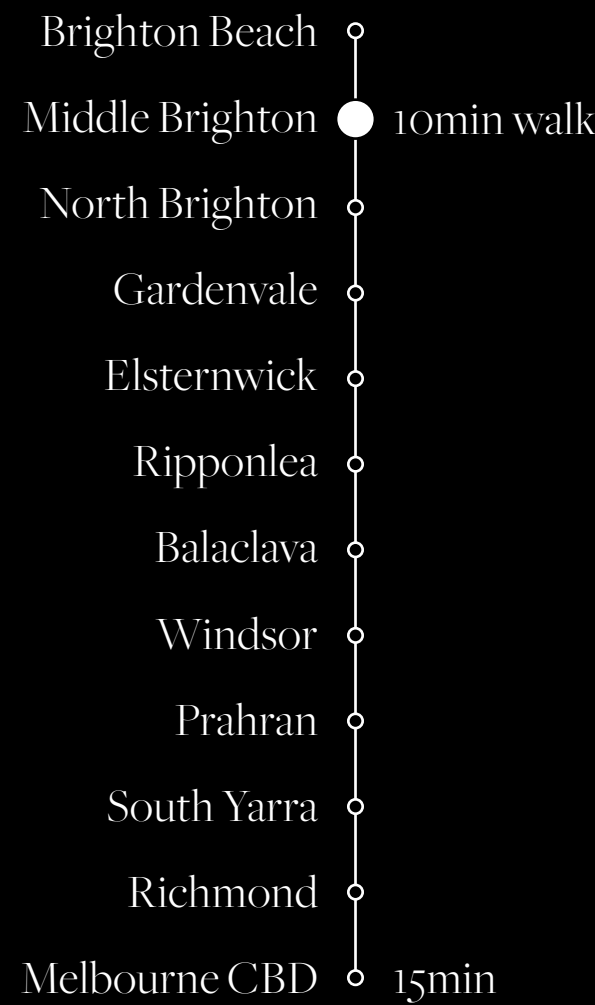 Brighton Beach
Middle Brighton 10min walk
North Brighton
Gardenvale
Elsternwick
Ripponlea
Balaclava
Windsor
Prahran
South Yarra
Richmond
Melbourne CBD 15min